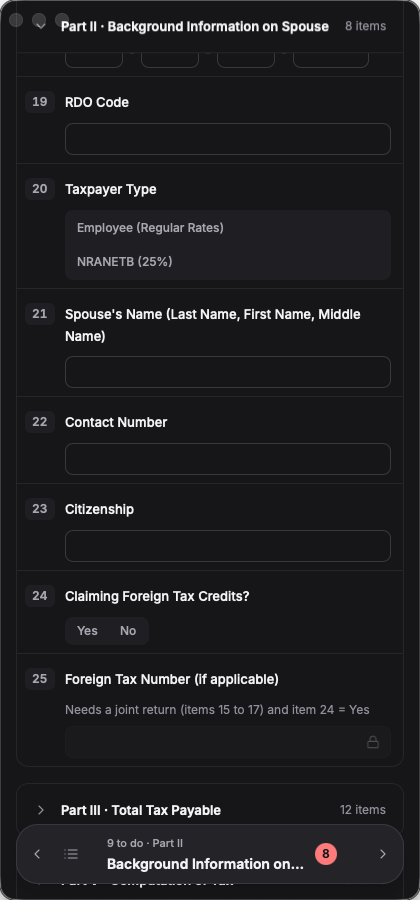 Part II · Background Information on Spouse 8 items
19 RDO Code
20 Taxpayer Type
Employee (Regular Rates)
NRANETB (25%)
21 Spouse's Name (Last Name, First Name, Middle
Name)
22 Contact Number
23 Citizenship
24 Claiming Foreign Tax Credits?
Yes No
25 Foreign Tax Number (if applicable)
Needs a joint return (items 15 to 17) and item 24 = Yes
Part III · Total Tax Payable 12 items
9 to do · Part II
Background Information on... 8